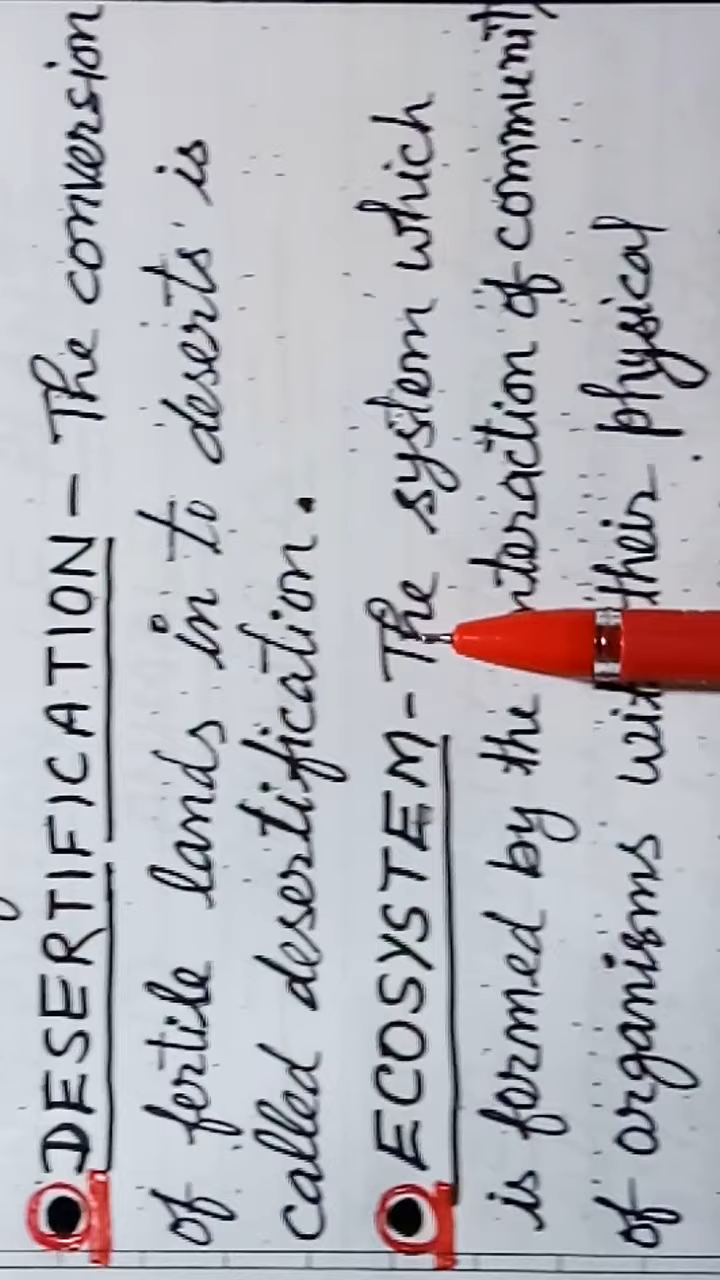 DESERTIFICATION - The conversion
of fertile lands in to deserts is
called desertification.
ECOSYSTEM - The system which
is formed by the interaction of community
of organisms with their physical